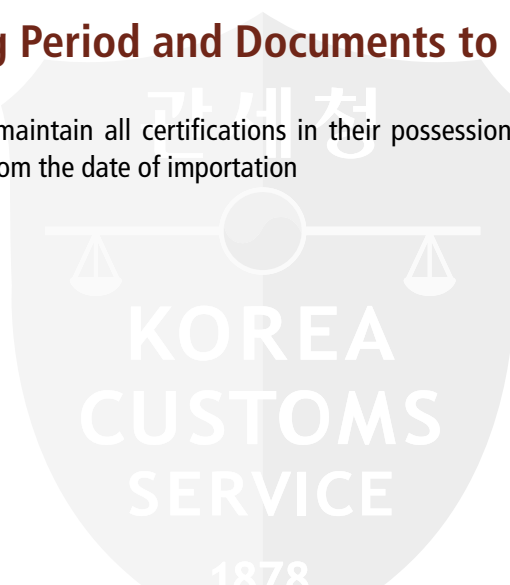 g Period and Documents to
관세청
maintain all certifications in their possession
om the date of importation
KOREA
CUSTOMS
SERVICE
1878